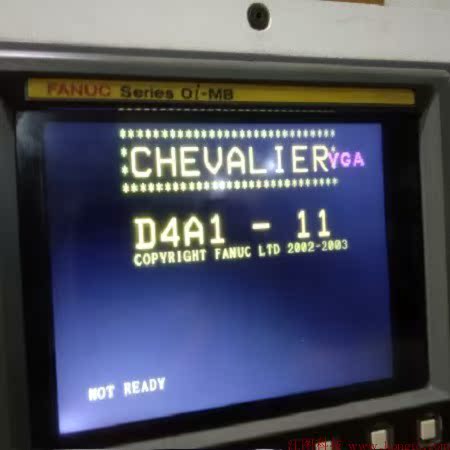 FANUC Series 0i-MB
CHEVALIER VGA
D4A1 - 11
COPYRIGHT FANUC LTD 2002-2003
NOT READY